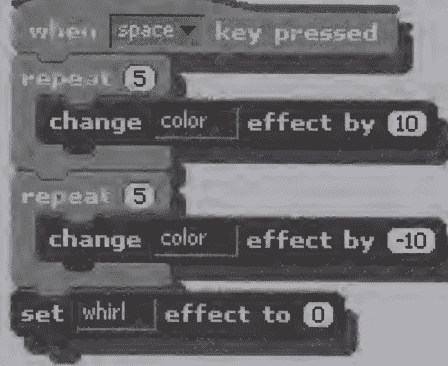 when space key pressed
repeat 5
change color effect by 10
repeat 5
change color effect by -10
set whirl effect to 0